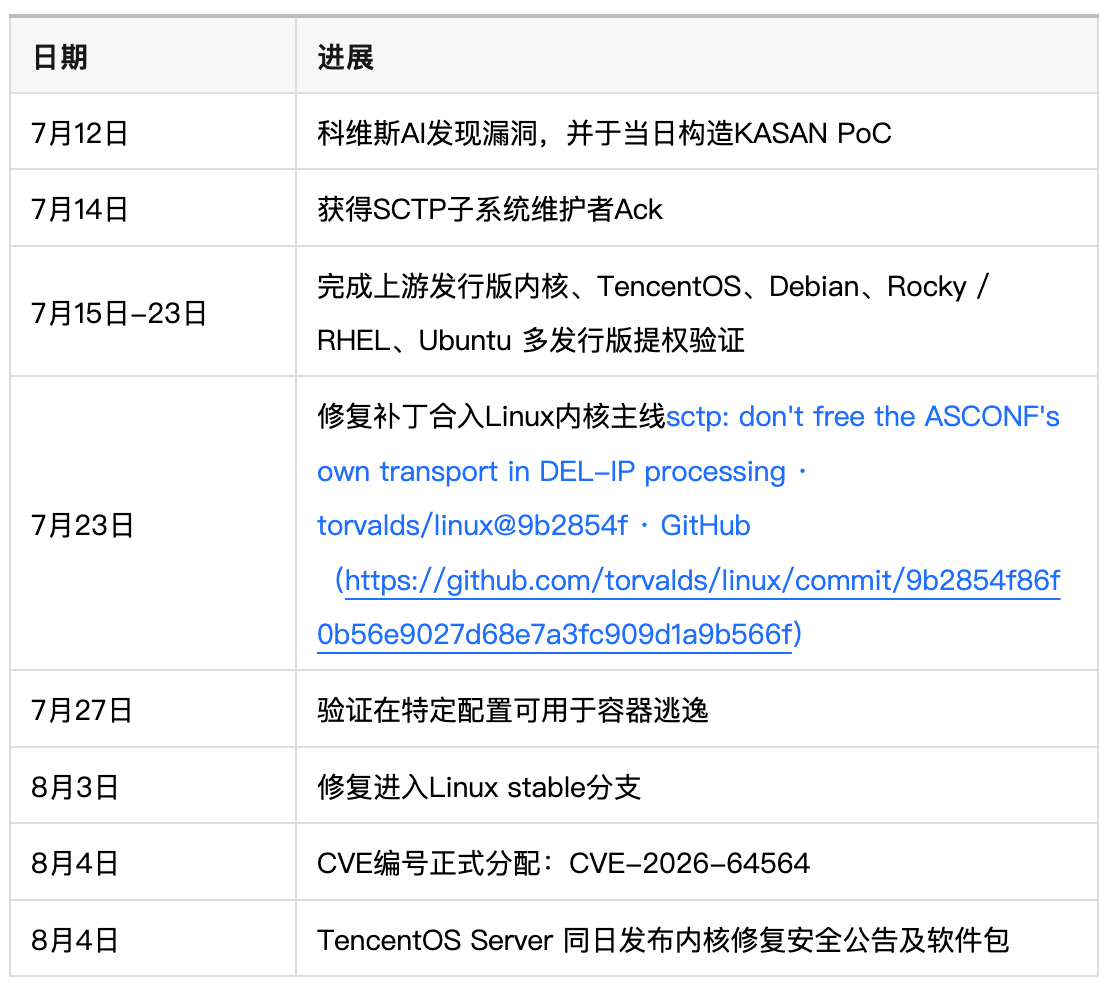 日期
进展
7月12日
科维斯AI发现漏洞，并于当日构造KASAN PoC
7月14日
获得SCTP子系统维护者Ack
7月15日-23日
完成上游发行版内核、TencentOS、Debian、Rocky /
RHEL、Ubuntu 多发行版提权验证
7月23日
修复补丁合入Linux内核主线sctp: don't free the ASCONF's
own transport in DEL-IP processing ·
torvalds/linux@9b2854f · GitHub
（https://github.com/torvalds/linux/commit/9b2854f86f
0b56e9027d68e7a3fc909d1a9b566f）
7月27日
验证在特定配置可用于容器逃逸
8月3日
修复进入Linux stable分支
8月4日
CVE编号正式分配：CVE-2026-64564
8月4日
TencentOS Server 同日发布内核修复安全公告及软件包